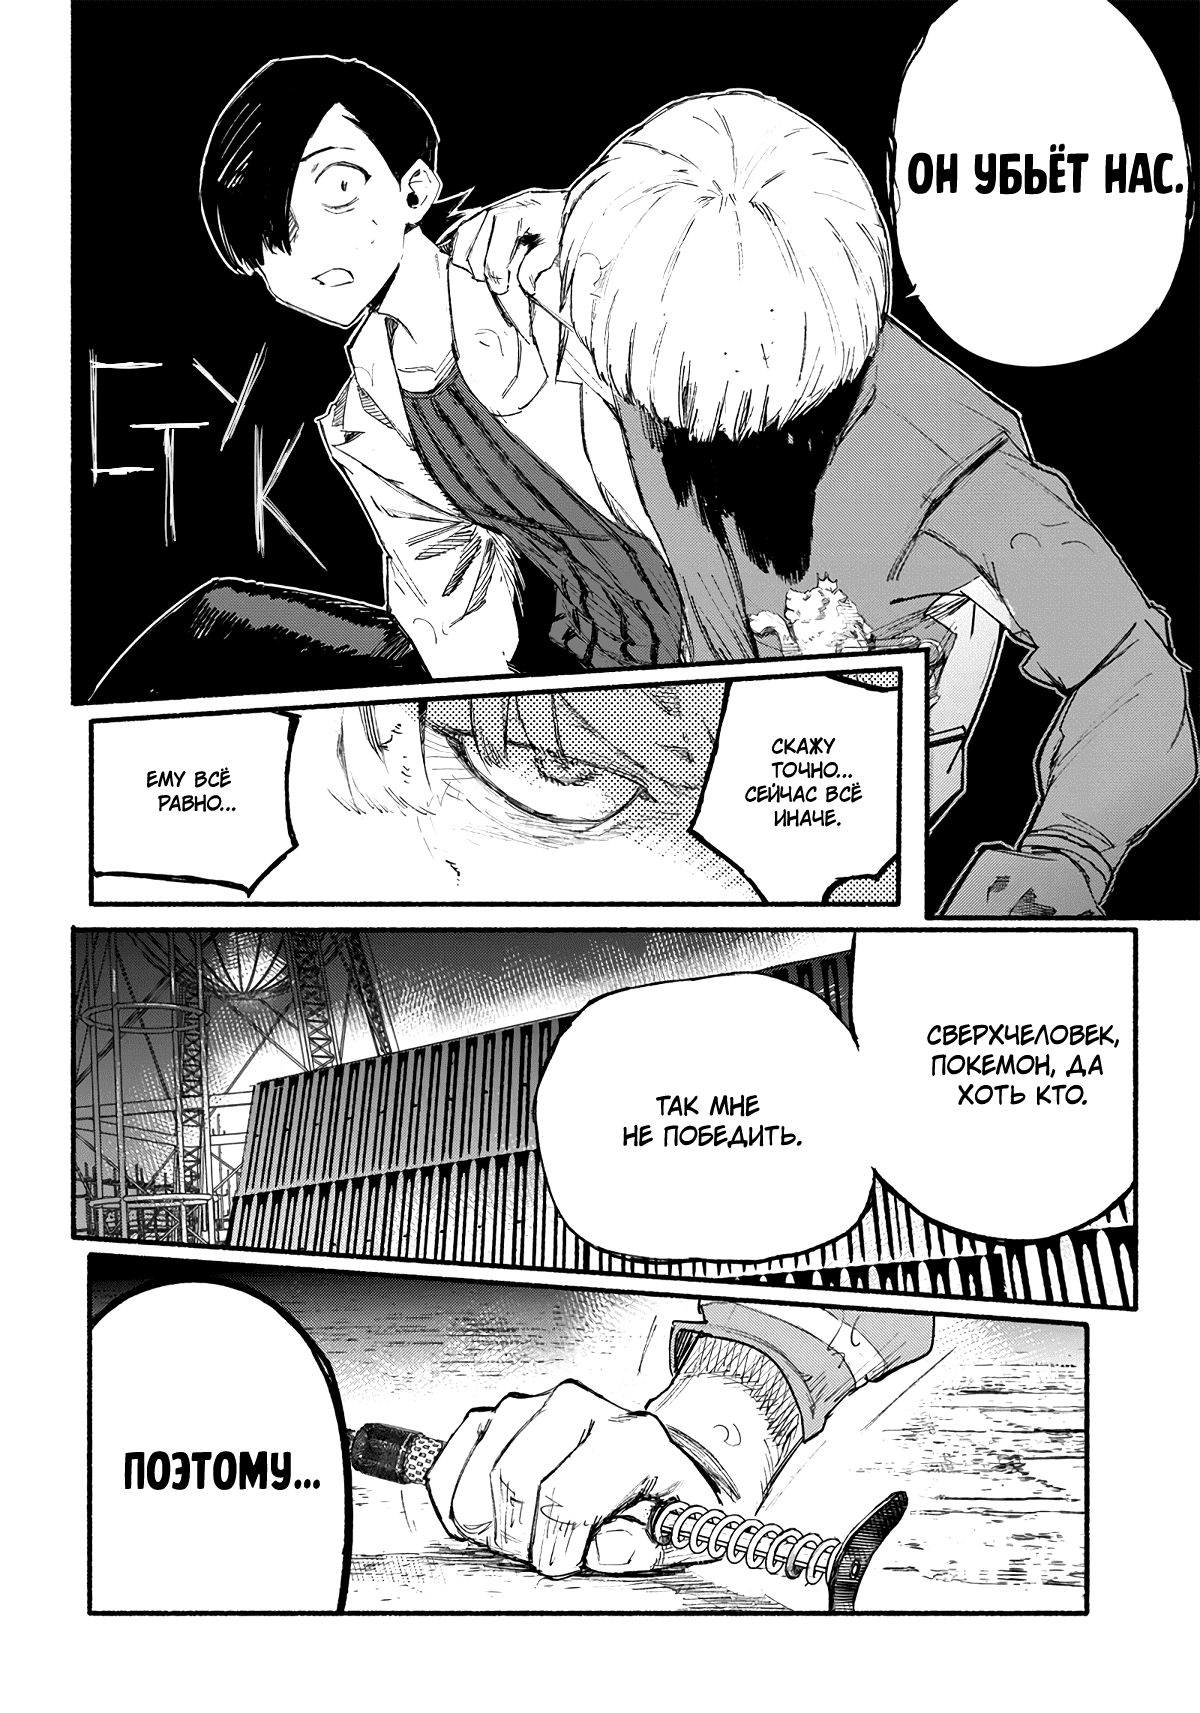 ОН УБЬЁТ НАС.
СТУК
СКАЖУ
ТОЧНО...
СЕЙЧАС ВСЁ
ИНАЧЕ.
ЕМУ ВСЁ
РАВНО...
СВЕРХЧЕЛОВЕК,
ПОКЕМОН, ДА
ХОТЬ КТО.
ТАК МНЕ
НЕ ПОБЕДИТЬ.
ПОЭТОМУ...